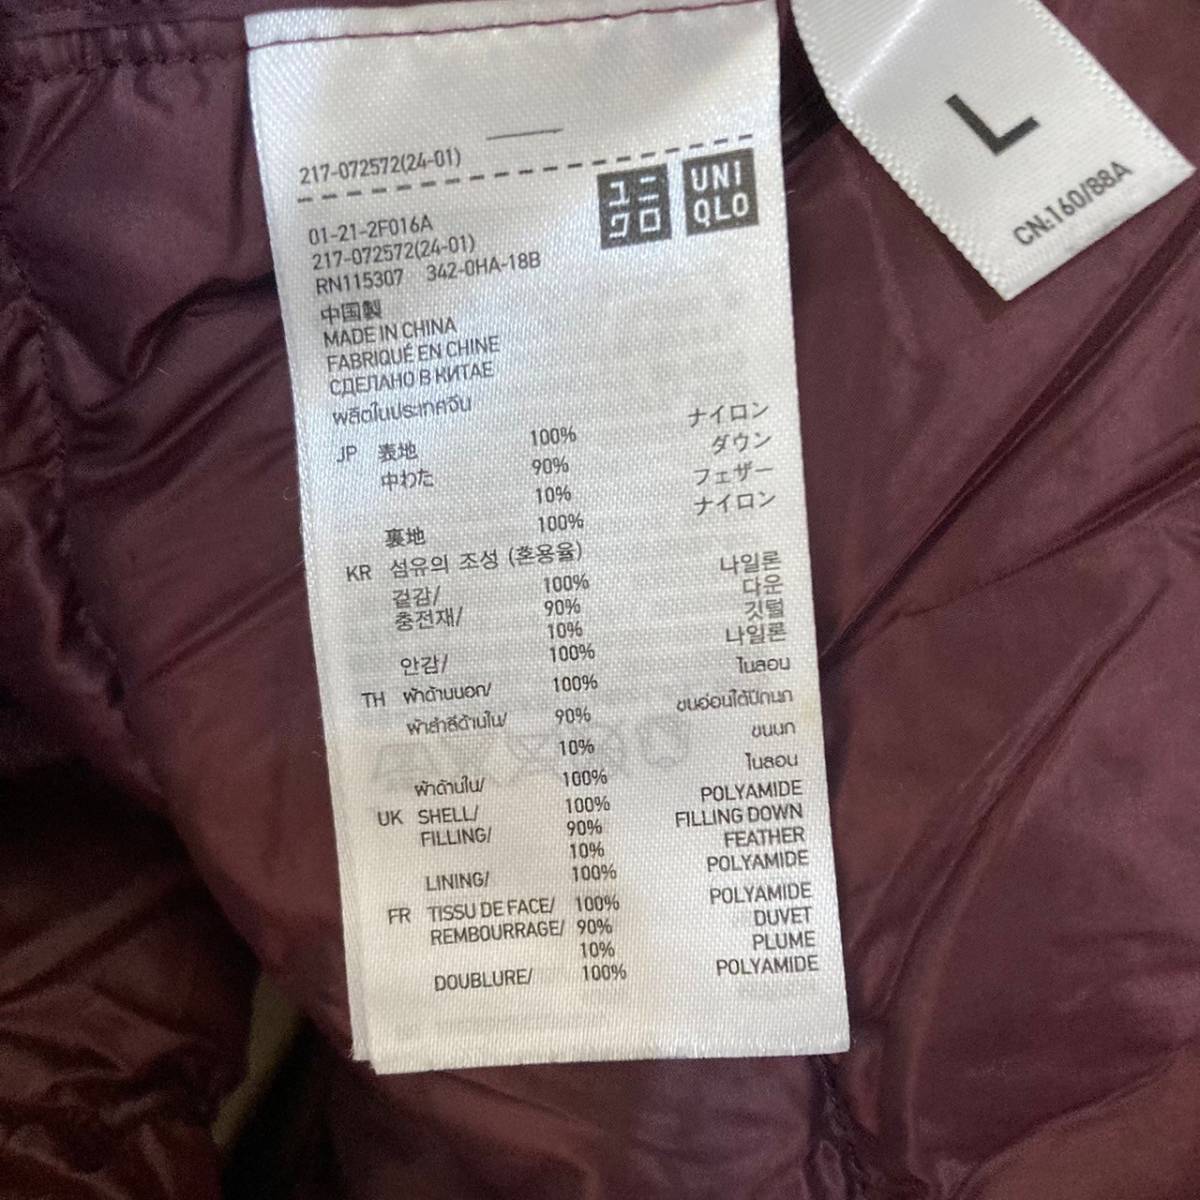 L
CN:160/88A
217-072572(24-01)
ユニ
クロ
UNI
QLO
01-21-2F016A
217-072572(24-01)
RN115307 342-0HA-18B
中国製
MADE IN CHINA
FABRIQUÉ EN CHINE
СДЕЛАНО В КИТАЕ
ผลิตในประเทศจีน
JP 表地 100% ナイロン
中わた 90% ダウン
10% フェザー
裏地 100% ナイロン
KR 섬유의 조성 (혼용율)
겉감/ 100% 나일론
충전재/ 90% 다운
10% 깃털
안감/ 100% 나일론
TH ผ้าด้านนอก/ 100% ไนลอน
ผ้าสำลีด้านใน/ 90% ขนอ่อนใต้ปีกนก
10% ขนนก
ผ้าด้านใน/ 100% ไนลอน
UK SHELL/ 100% POLYAMIDE
FILLING/ 90% FILLING DOWN
10% FEATHER
LINING/ 100% POLYAMIDE
FR TISSU DE FACE/ 100% POLYAMIDE
REMBOURRAGE/ 90% DUVET
10% PLUME
DOUBLURE/ 100% POLYAMIDE